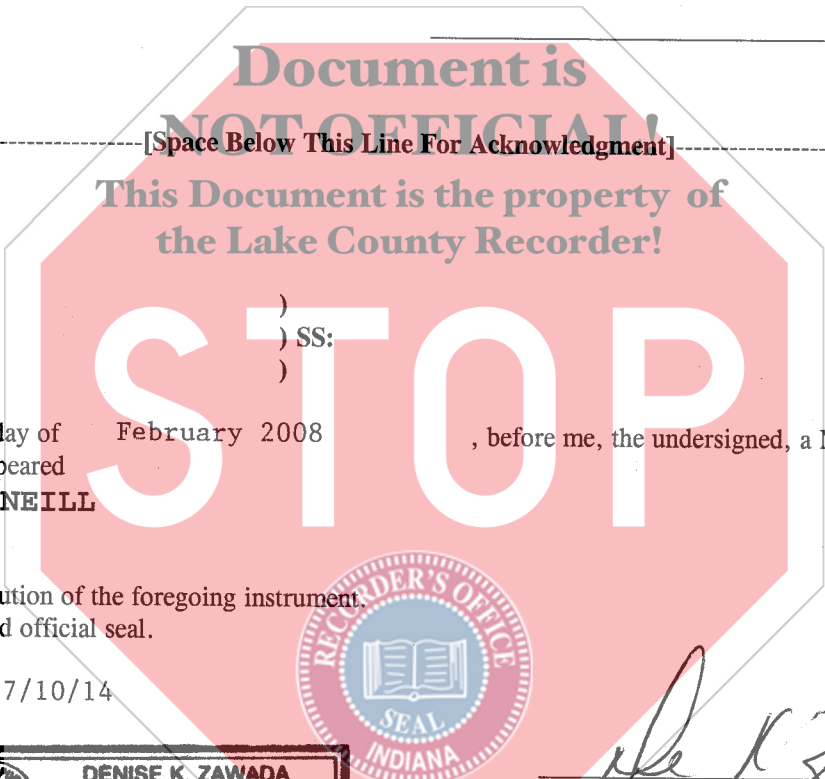 Document is
NOT OFFICIAL!
[Space Below This Line For Acknowledgment]
This Document is the property of
the Lake County Recorder!
)
) SS:
)
STOP
day of February 2008 , before me, the undersigned, a
peared
NEILL
ution of the foregoing instrument.
d official seal.
7/10/14
RECORDER'S OFFICE
SEAL
INDIANA
DENISE K. ZAWADA